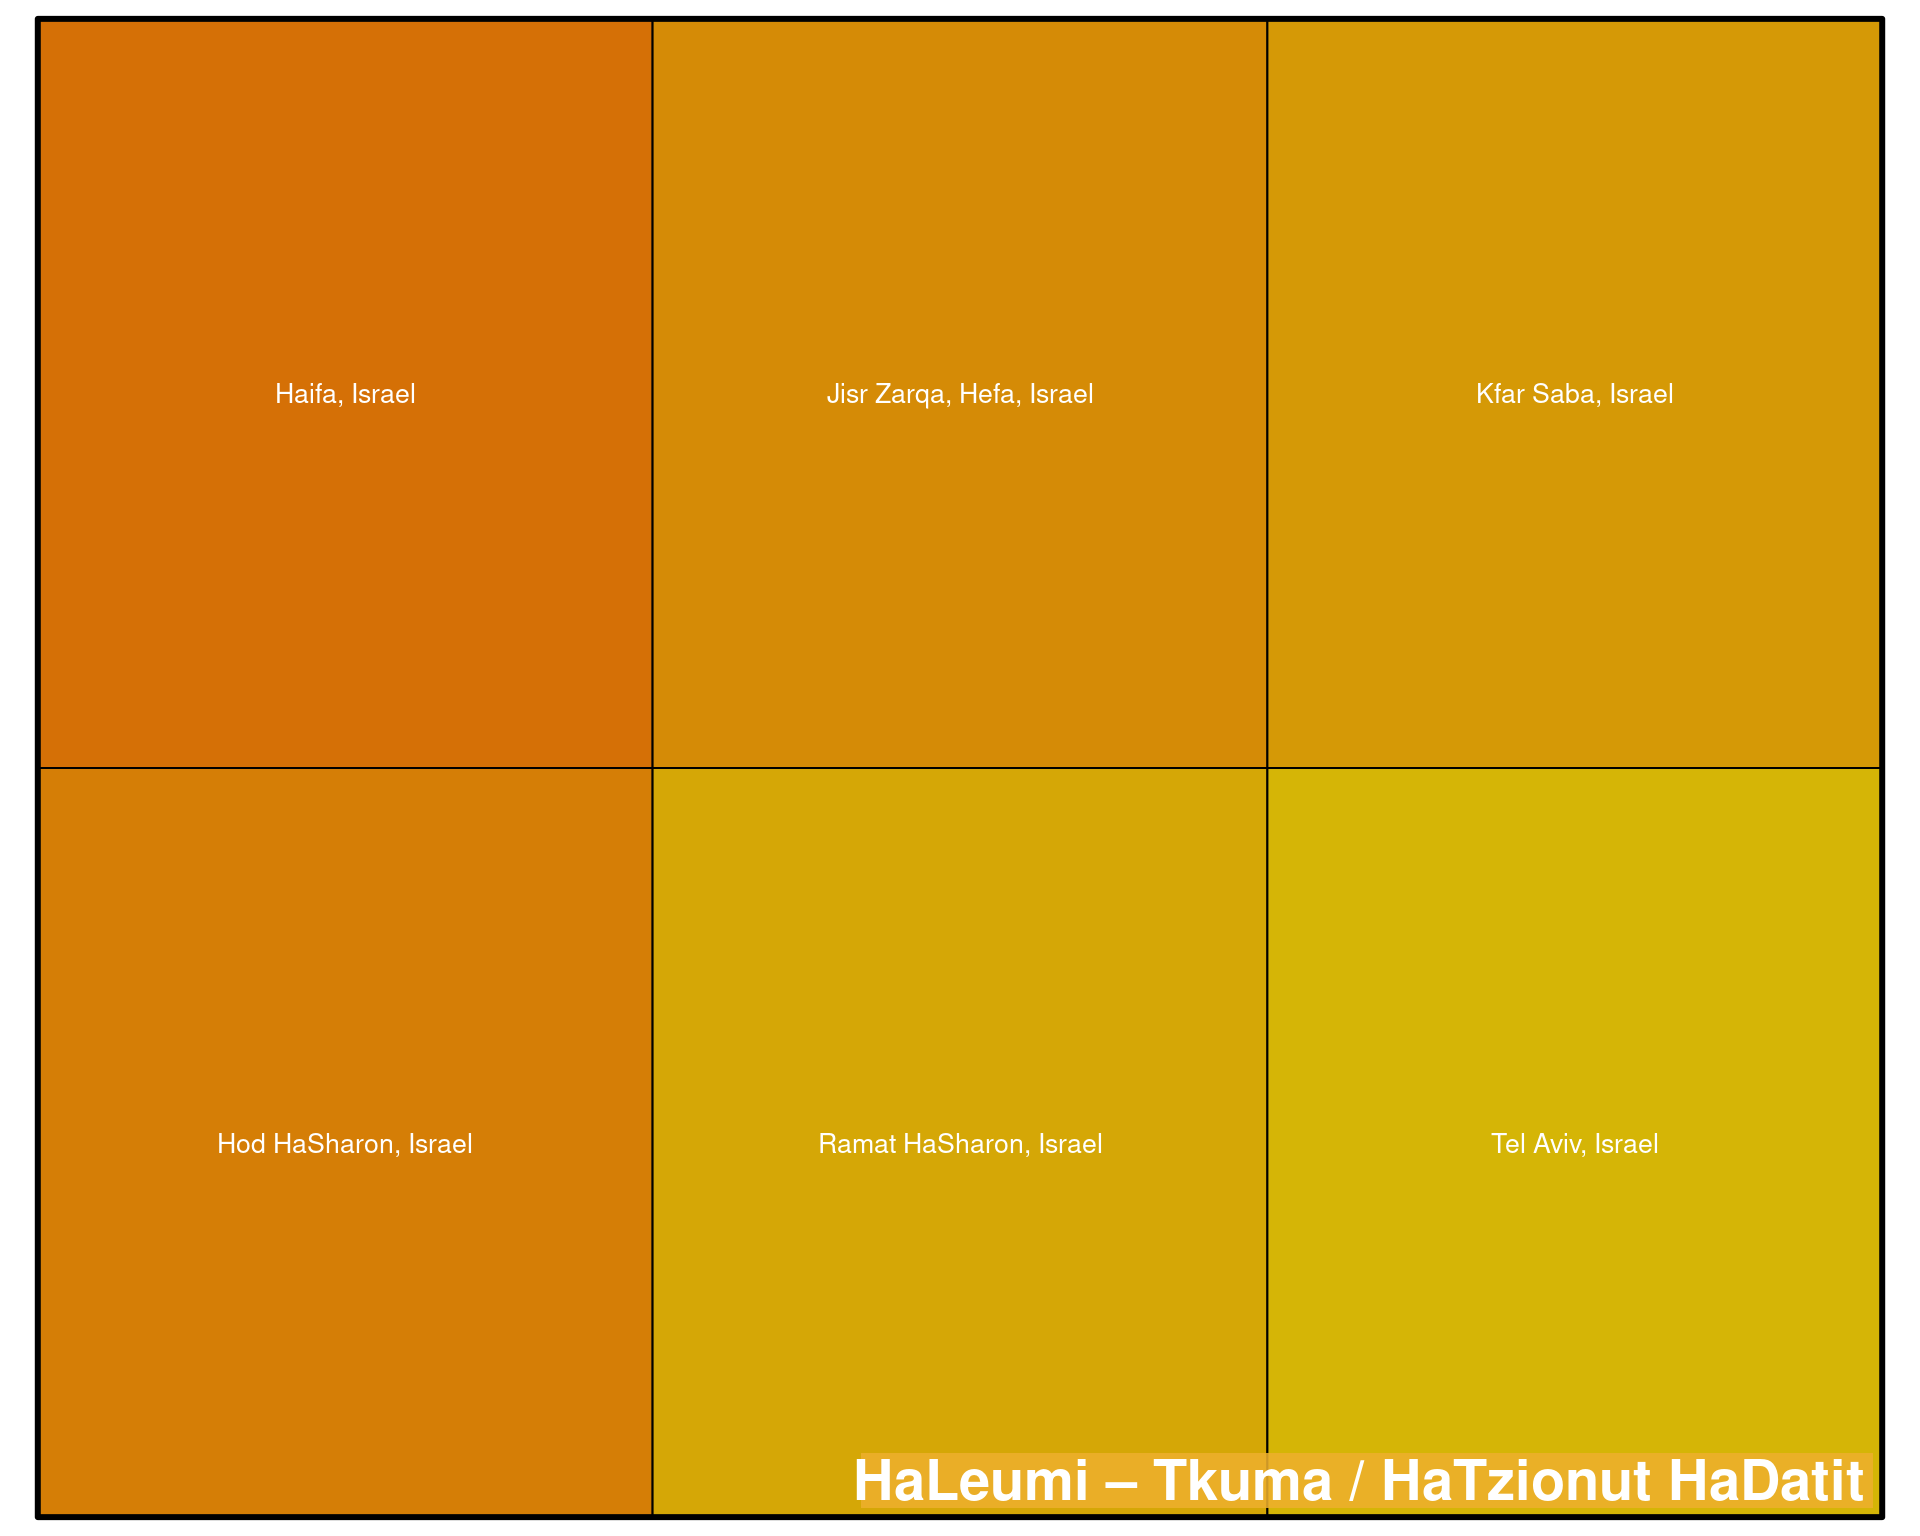 Haifa, Israel
Jisr Zarqa, Hefa, Israel
Kfar Saba, Israel
Hod HaSharon, Israel
Ramat HaSharon, Israel
Tel Aviv, Israel
HaLeumi – Tkuma / HaTzionut HaDatit